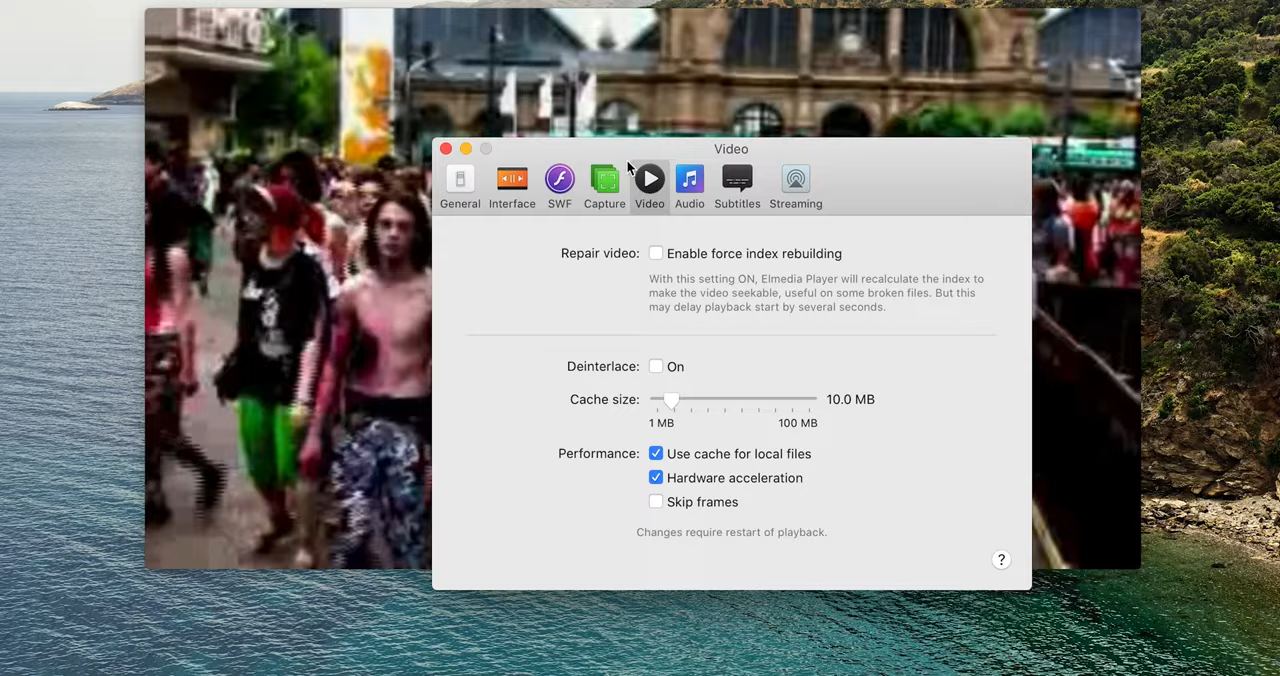 Video
General Interface SWF Capture Video Audio Subtitles Streaming
Repair video: Enable force index rebuilding
With this setting ON, Elmedia Player will recalculate the index to
make the video seekable, useful on some broken files. But this
may delay playback start by several seconds.
Deinterlace: On
Cache size: 10.0 MB
1 MB 100 MB
Performance: Use cache for local files
Hardware acceleration
Skip frames
Changes require restart of playback.
?